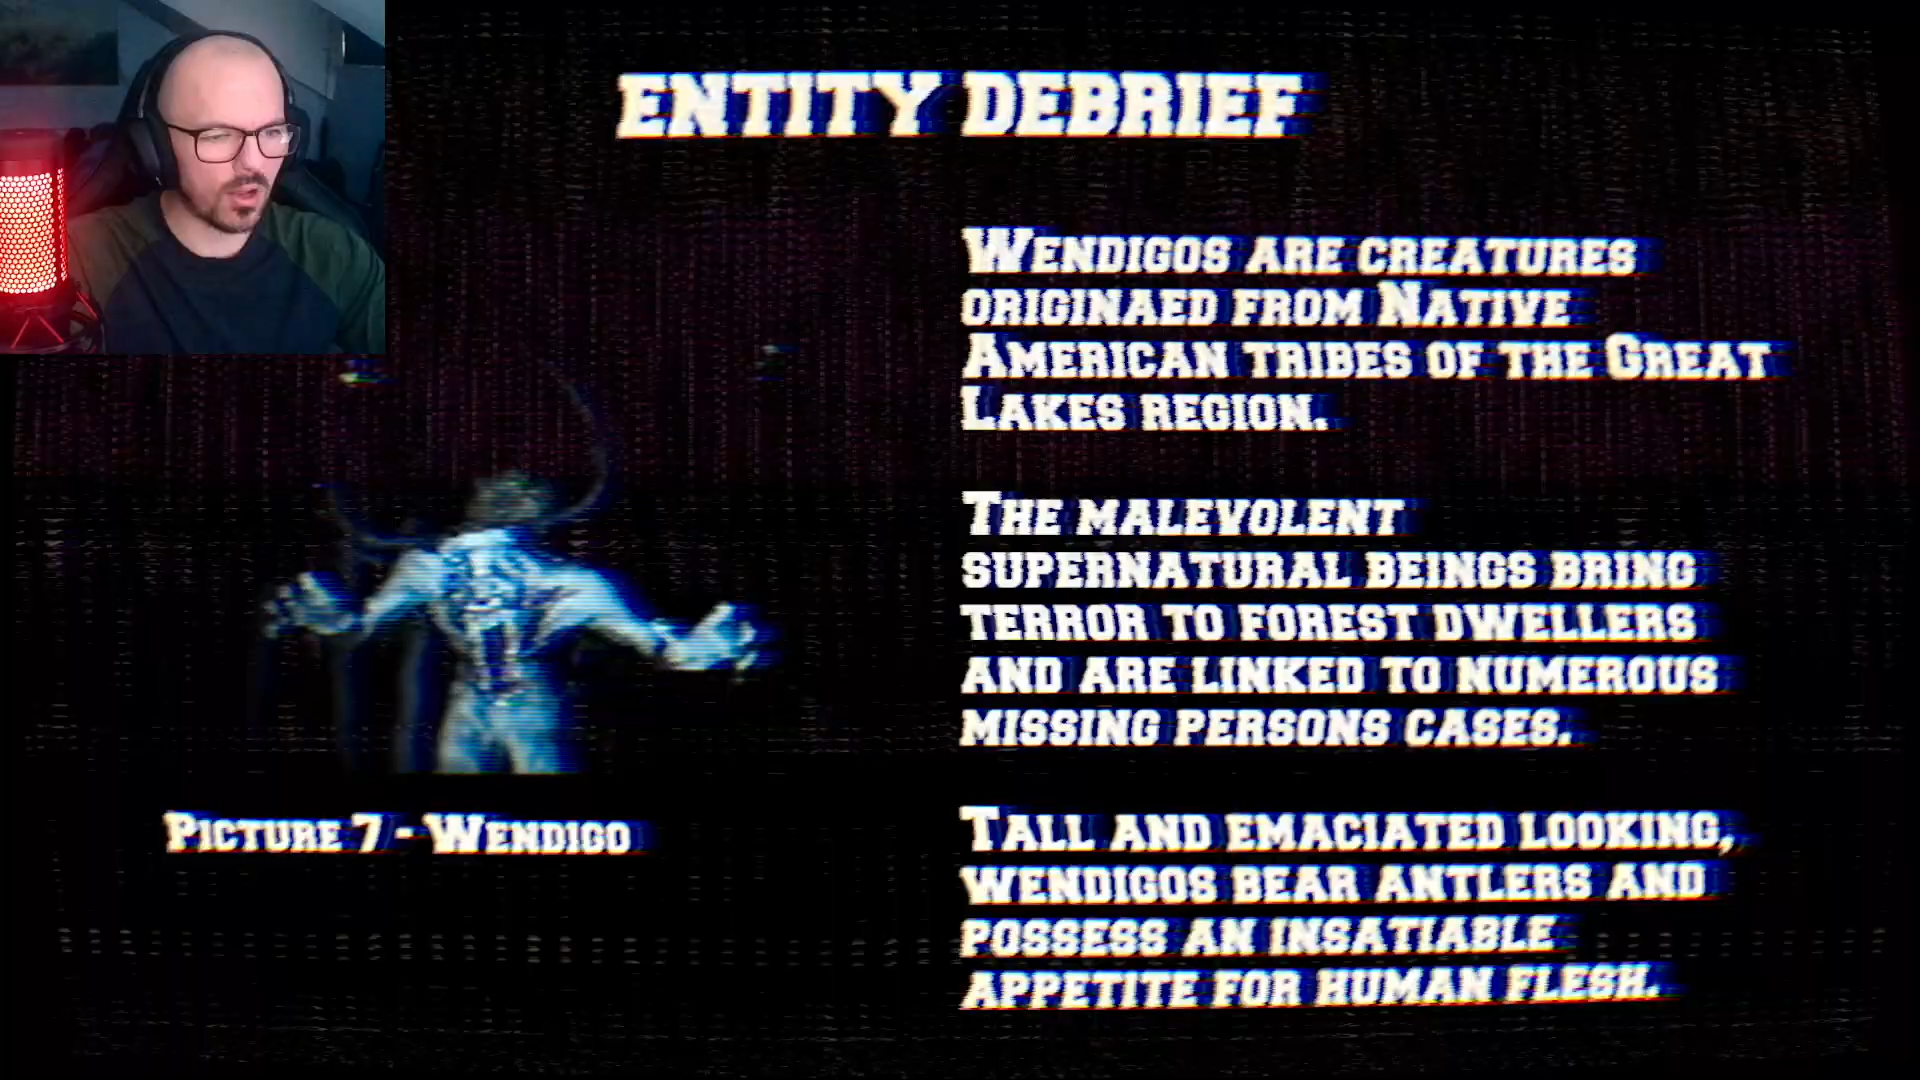 ENTITY DEBRIEF
WENDIGOS ARE CREATURES
ORIGINAED FROM NATIVE
AMERICAN TRIBES OF THE GREAT
LAKES REGION.
THE MALEVOLENT
SUPERNATURAL BEINGS BRING
TERROR TO FOREST DWELLERS
AND ARE LINKED TO NUMEROUS
MISSING PERSONS CASES.
TALL AND EMACIATED LOOKING,
WENDIGOS BEAR ANTLERS AND
POSSESS AN INSATIABLE
APPETITE FOR HUMAN FLESH.
PICTURE 7 - WENDIGO